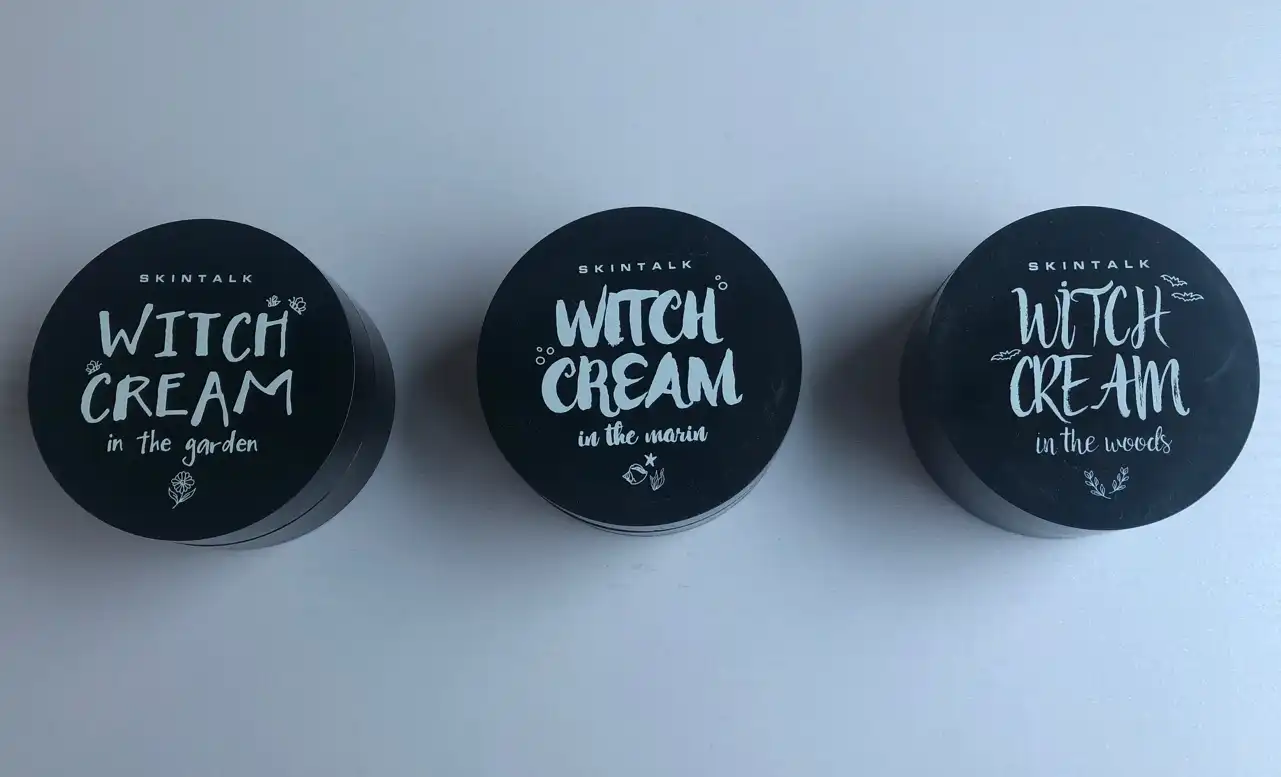 SKINTALK
WITCH
CREAM
in the garden
SKINTALK
WITCH
CREAM
in the marin
SKINTALK
WiTCH
CREAM
in the woods